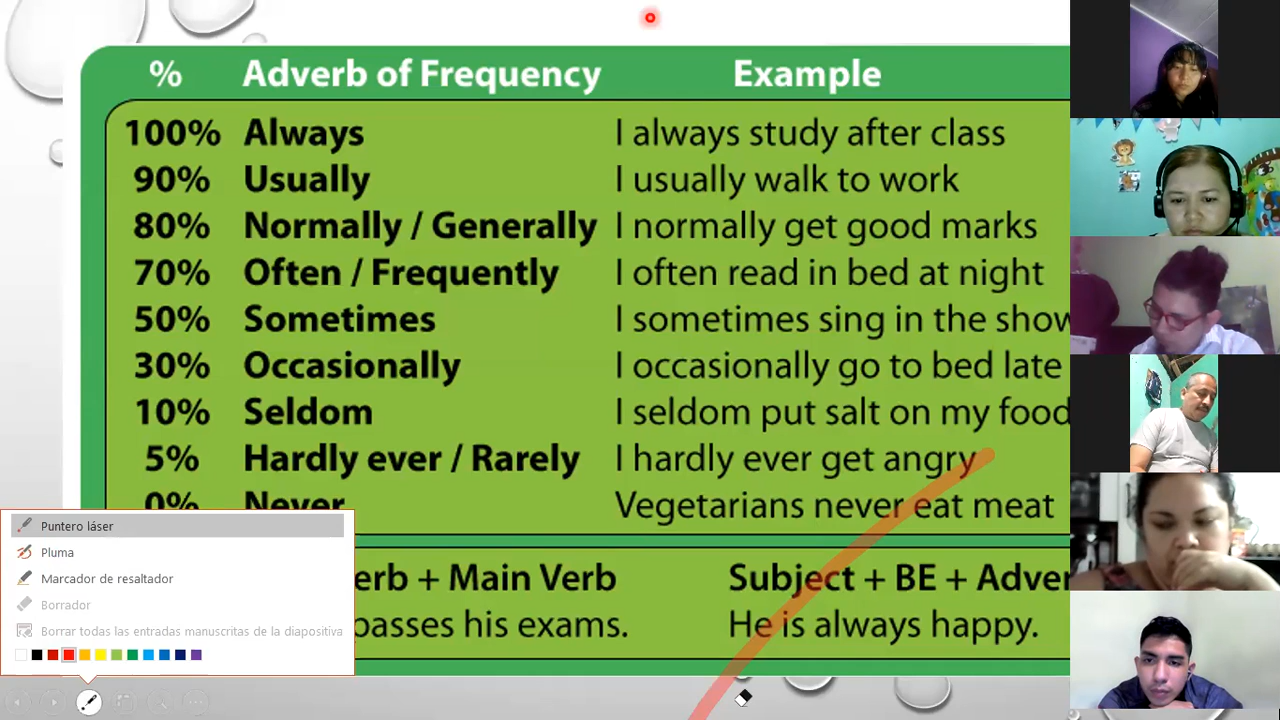 % Adverb of Frequency Example
100% Always I always study after class
90% Usually I usually walk to work
80% Normally / Generally I normally get good marks
70% Often / Frequently I often read in bed at night
50% Sometimes I sometimes sing in the show
30% Occasionally I occasionally go to bed late
10% Seldom I seldom put salt on my food
5% Hardly ever / Rarely I hardly ever get angry
0% Never Vegetarians never eat meat
erb + Main Verb Subject + BE + Adver
passes his exams. He is always happy.
Puntero láser
Pluma
Marcador de resaltador
Borrador
Borrar todas las entradas manuscritas de la diapositiva